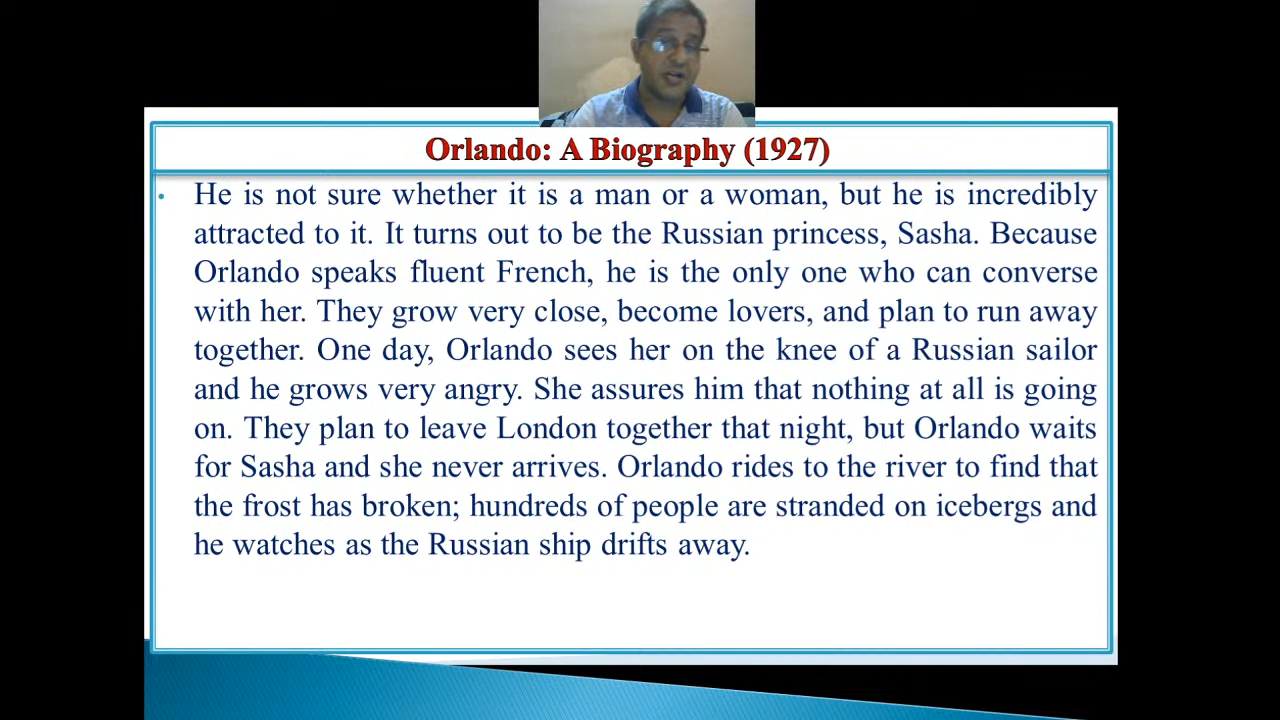 Orlando: A Biography (1927)
• He is not sure whether it is a man or a woman, but he is incredibly
attracted to it. It turns out to be the Russian princess, Sasha. Because
Orlando speaks fluent French, he is the only one who can converse
with her. They grow very close, become lovers, and plan to run away
together. One day, Orlando sees her on the knee of a Russian sailor
and he grows very angry. She assures him that nothing at all is going
on. They plan to leave London together that night, but Orlando waits
for Sasha and she never arrives. Orlando rides to the river to find that
the frost has broken; hundreds of people are stranded on icebergs and
he watches as the Russian ship drifts away.